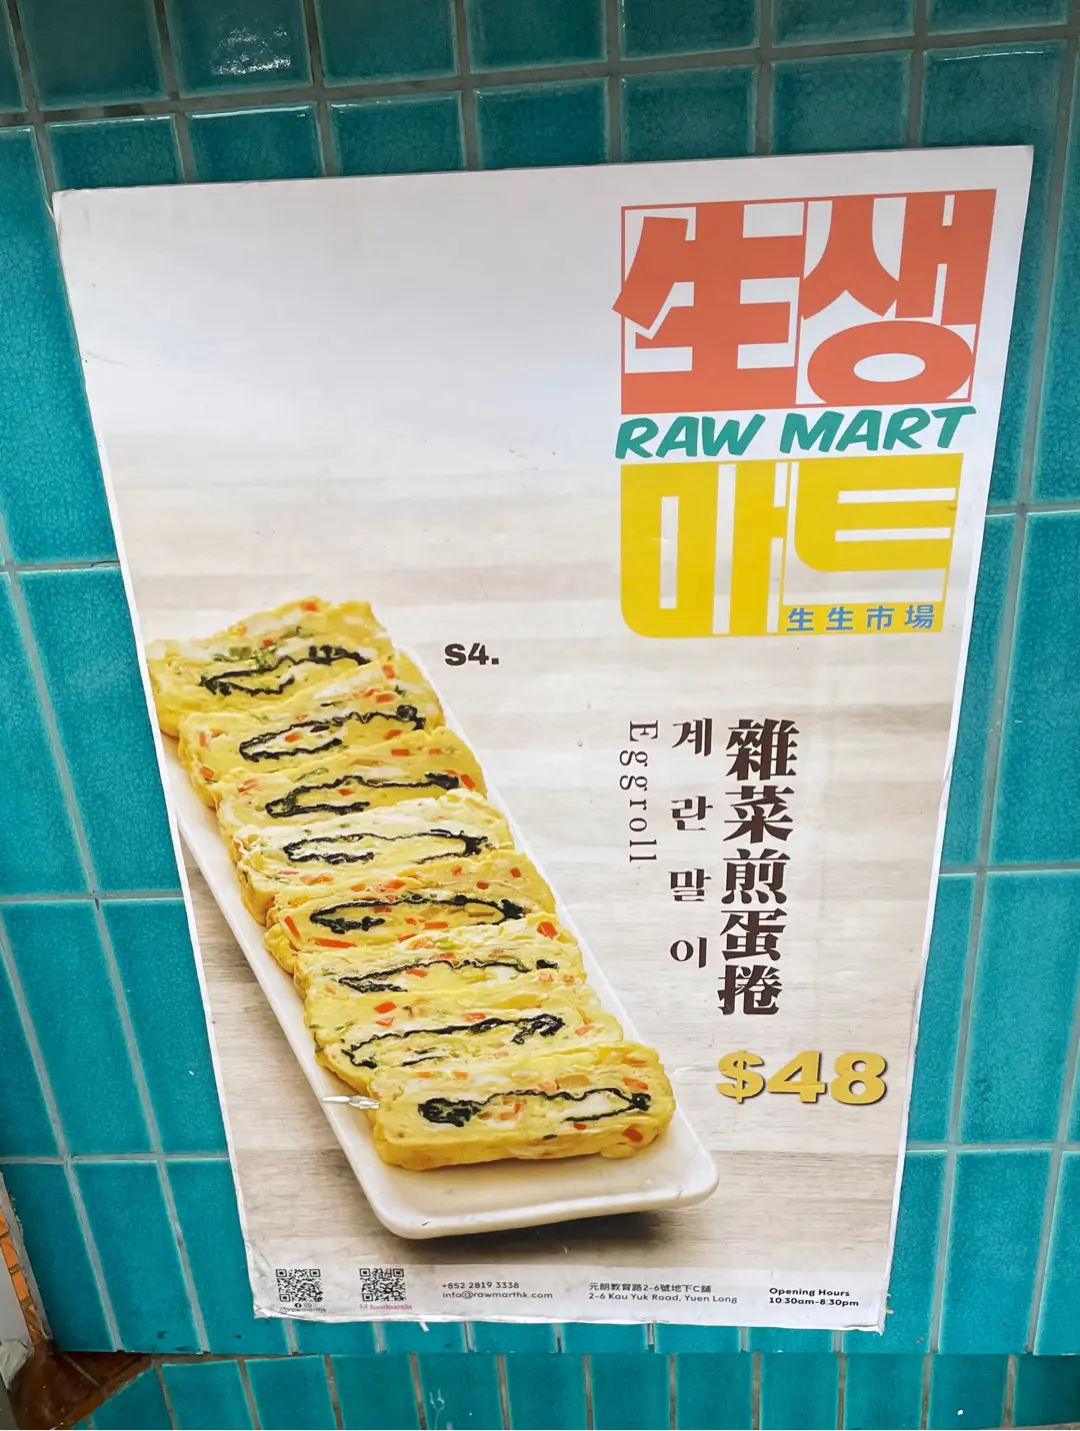 生생
RAW MART
마트
生生市場
S4.
雜菜煎蛋捲
계란말이
Eggroll
$48
foodpanda
+852 2819 3338
info@rawmarthk.com
元朗教育路2-6號地下C舖
2-6 Kau Yuk Road, Yuen Long
Opening Hours
10:30am-8:30pm